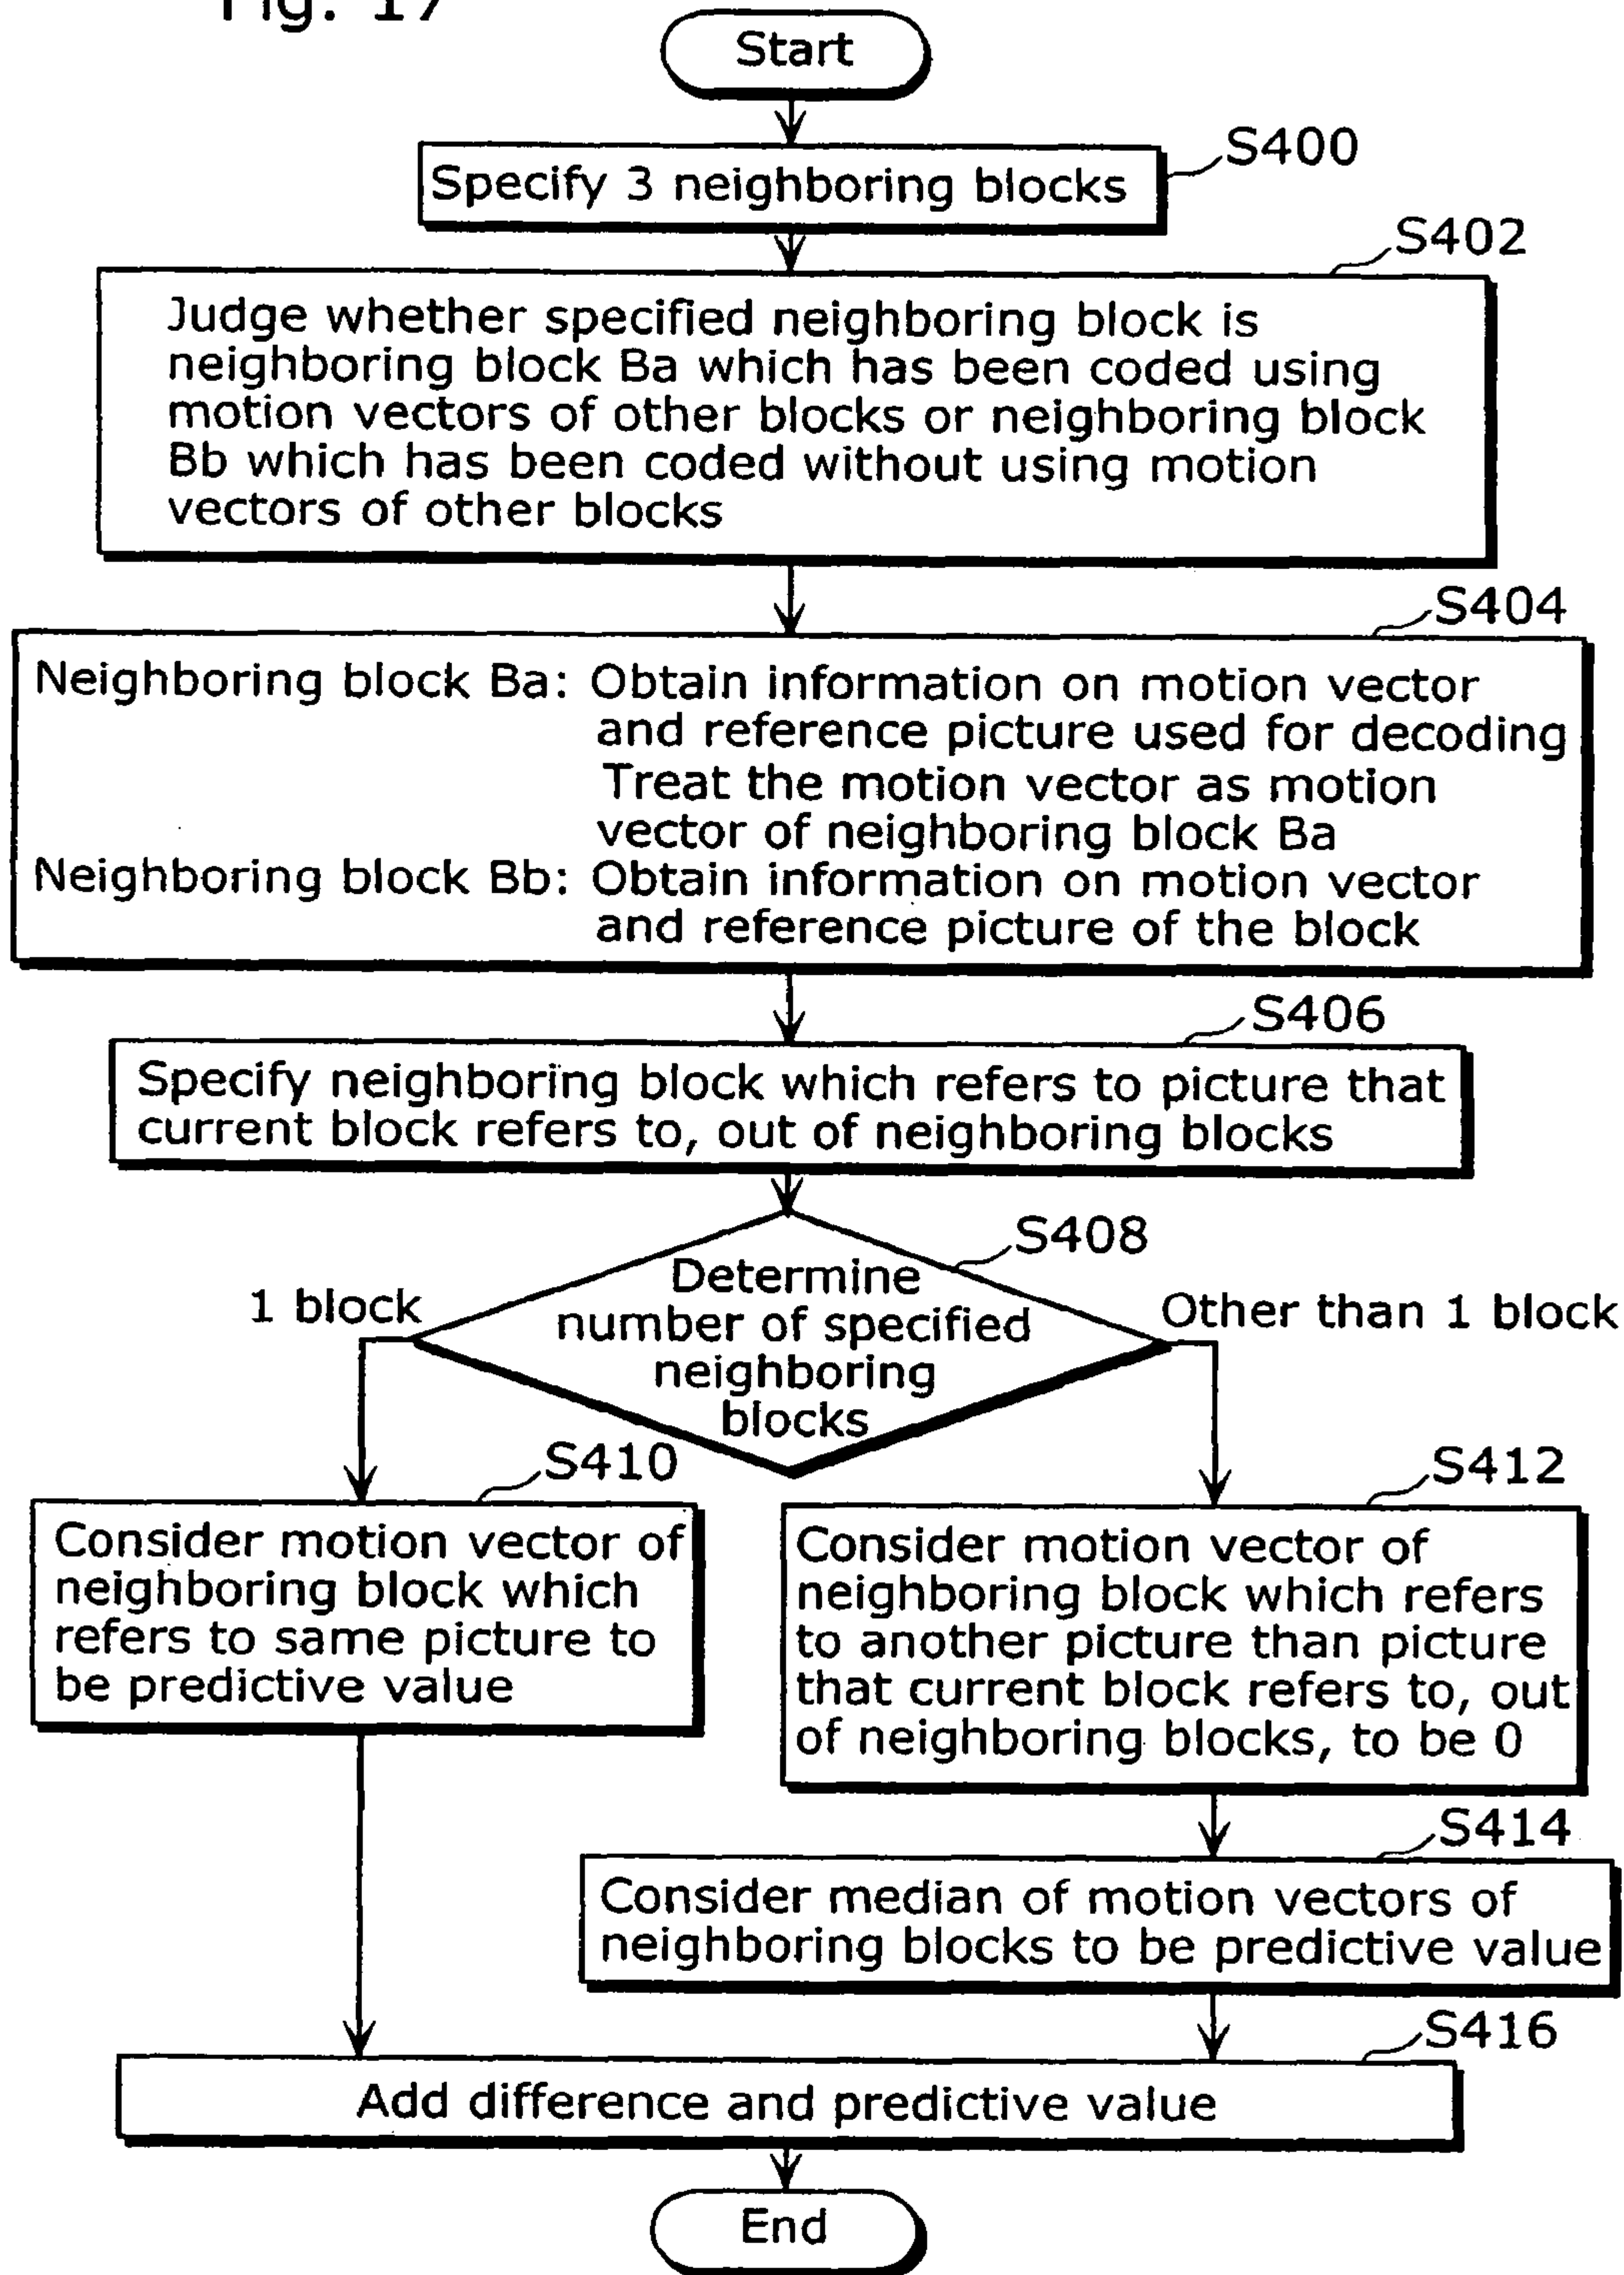 Fig. 17
Start
S400
Specify 3 neighboring blocks
S402
Judge whether specified neighboring block is
neighboring block Ba which has been coded using
motion vectors of other blocks or neighboring block
Bb which has been coded without using motion
vectors of other blocks
S404
Neighboring block Ba: Obtain information on motion vector
and reference picture used for decoding
Treat the motion vector as motion
vector of neighboring block Ba
Neighboring block Bb: Obtain information on motion vector
and reference picture of the block
S406
Specify neighboring block which refers to picture that
current block refers to, out of neighboring blocks
S408
Determine
number of specified
neighboring
blocks
1 block
Other than 1 block
S410
Consider motion vector of
neighboring block which
refers to same picture to
be predictive value
S412
Consider motion vector of
neighboring block which refers
to another picture than picture
that current block refers to, out
of neighboring blocks, to be 0
S414
Consider median of motion vectors of
neighboring blocks to be predictive value
S416
Add difference and predictive value
End